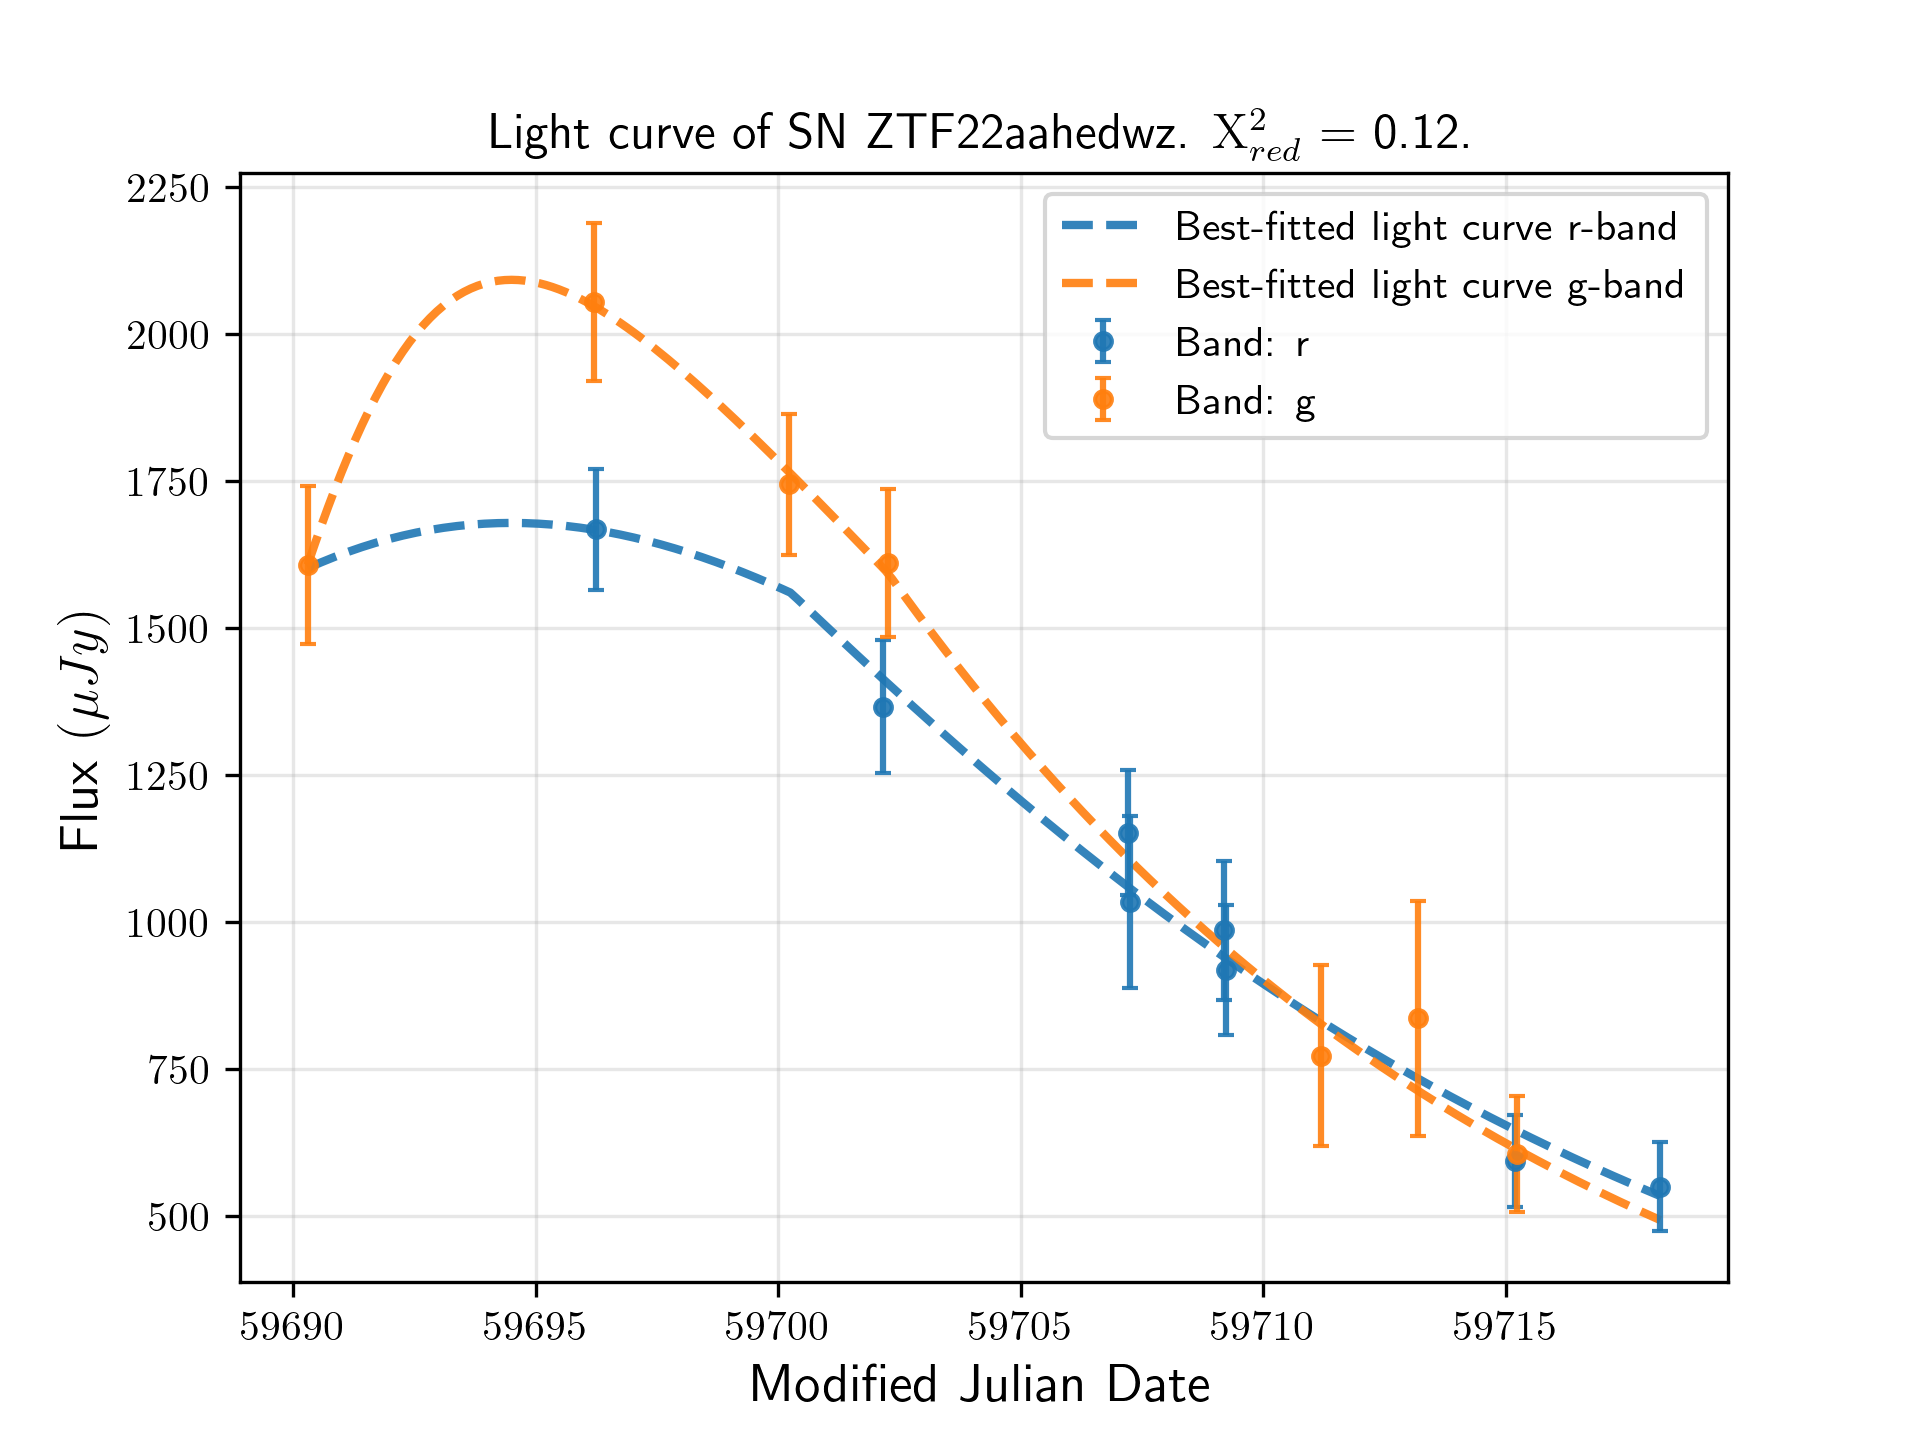 Light curve of SN ZTF22aahedwz. X²_red = 0.12.
2250
2000
1750
1500
1250
1000
750
500
Flux (μJy)
Best-fitted light curve r-band
Best-fitted light curve g-band
Band: r
Band: g
59690 59695 59700 59705 59710 59715
Modified Julian Date